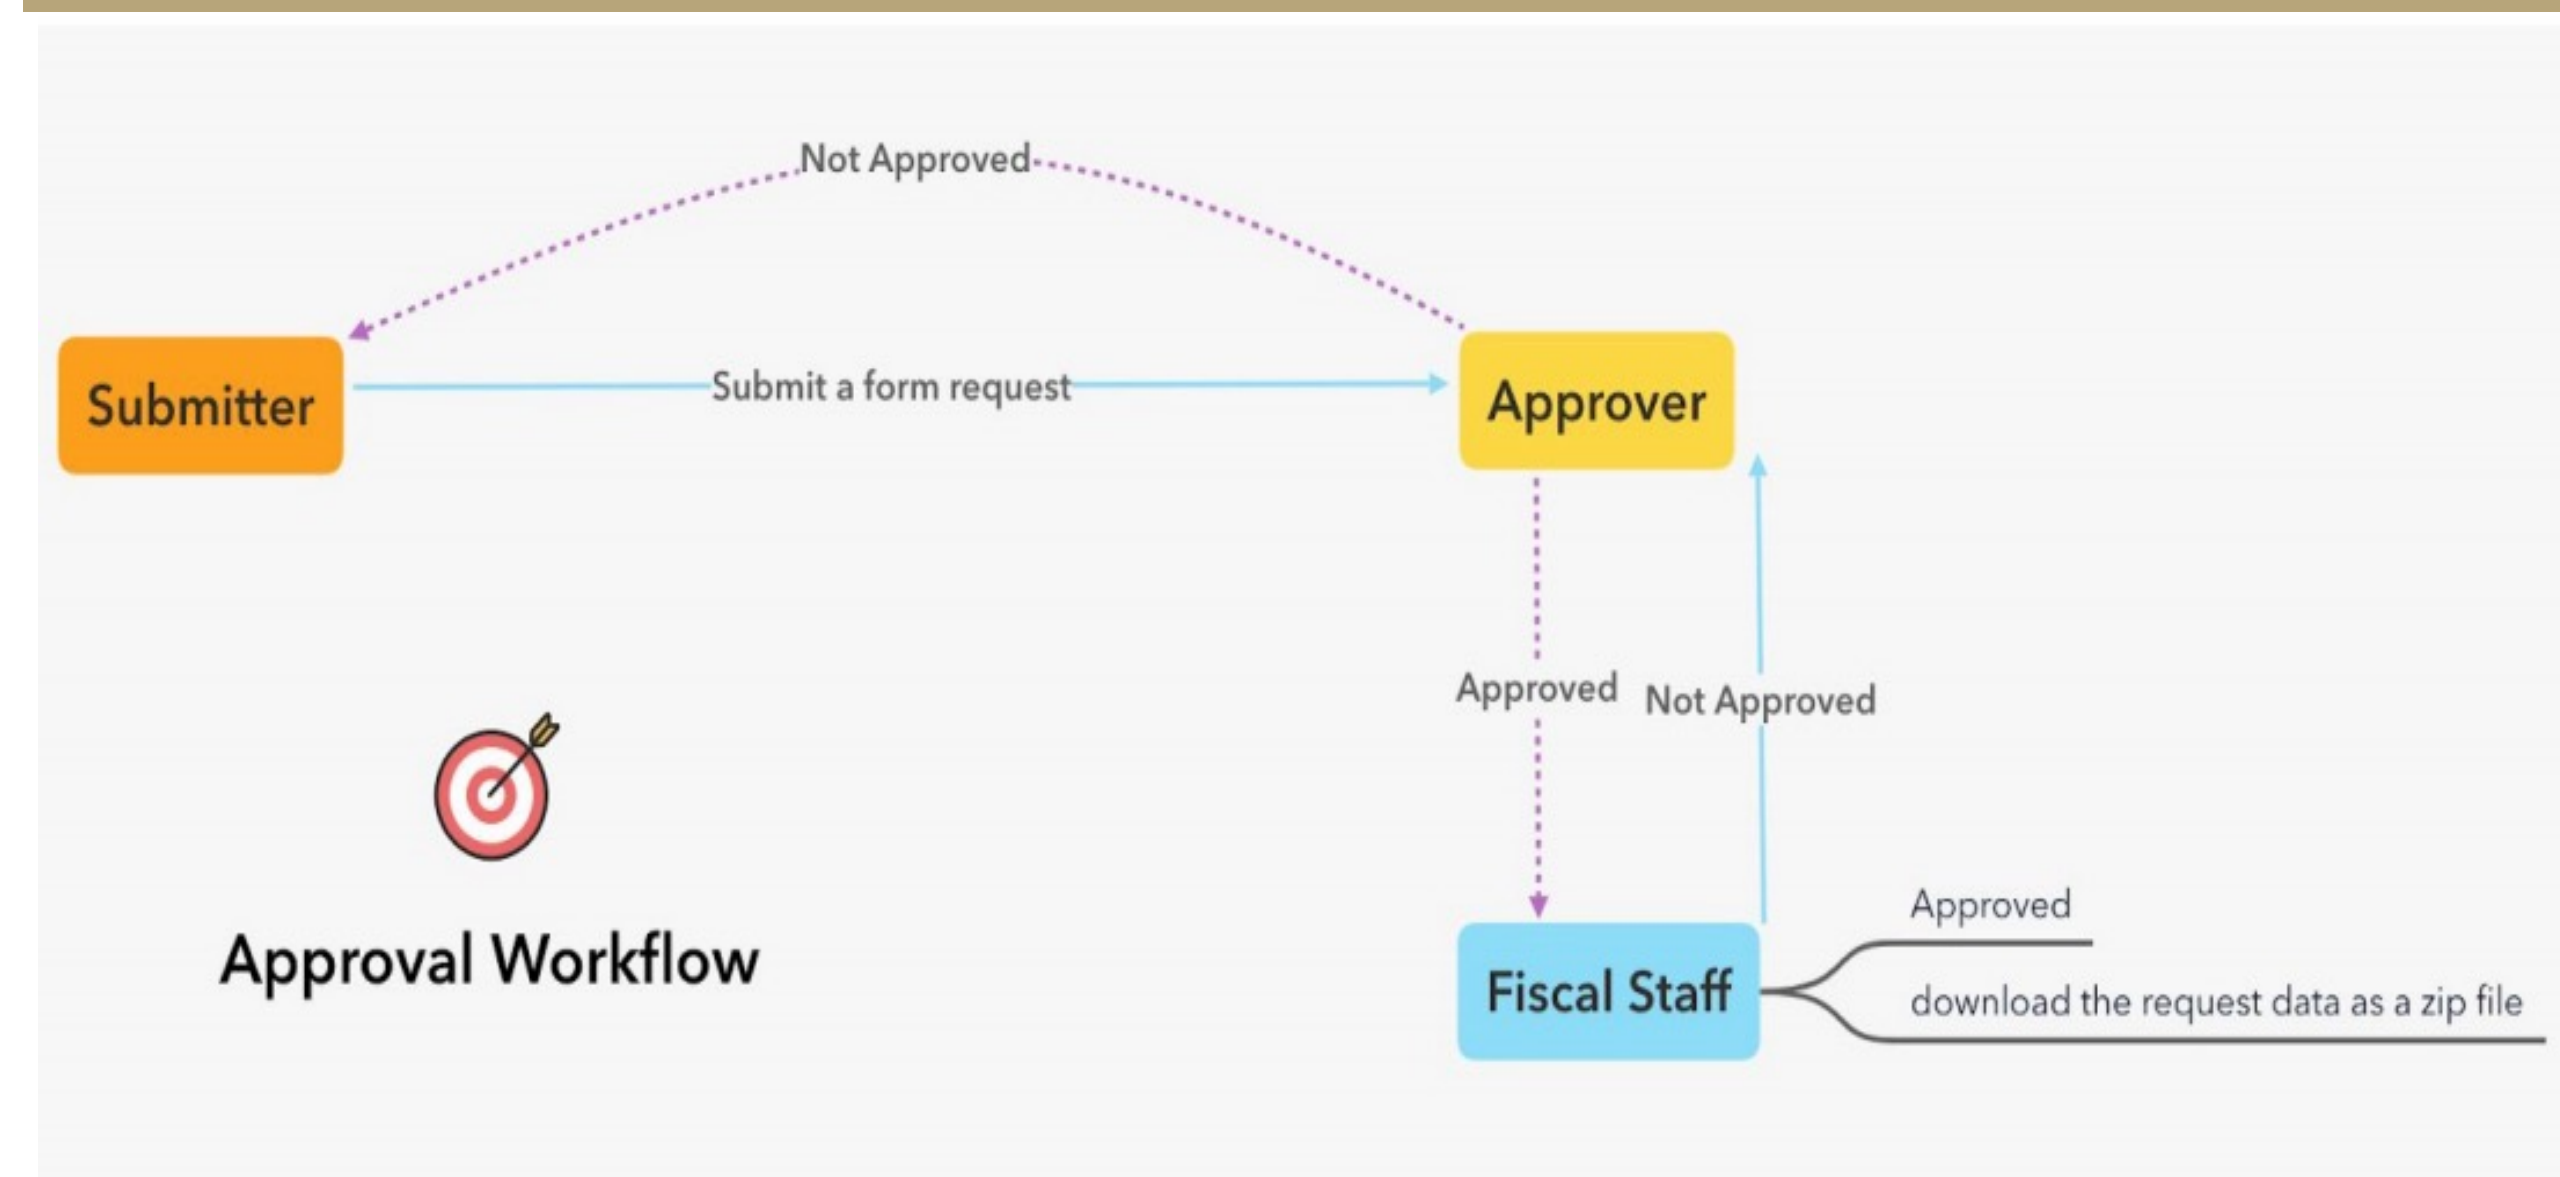 Not Approved
Submitter
Submit a form request
Approver
Approved
Not Approved
Approval Workflow
Fiscal Staff
Approved
download the request data as a zip file